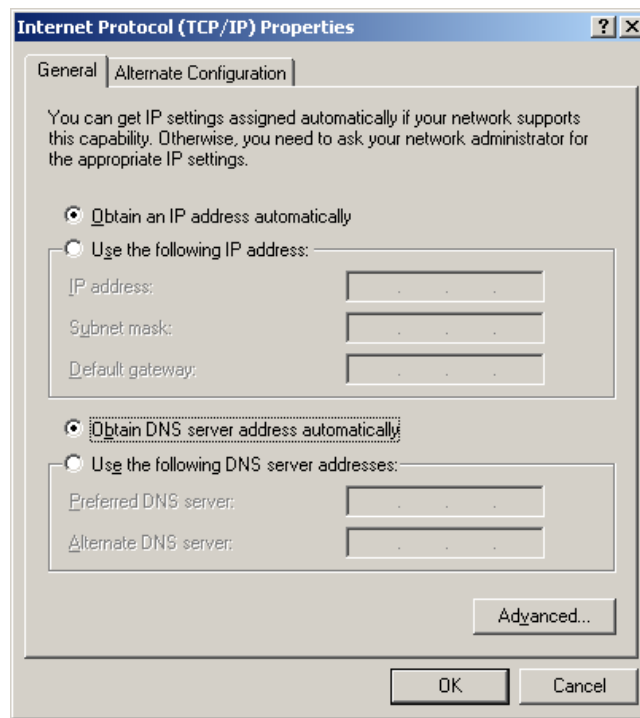 Internet Protocol (TCP/IP) Properties
? X
General
Alternate Configuration
You can get IP settings assigned automatically if your network supports
this capability. Otherwise, you need to ask your network administrator for
the appropriate IP settings.
Obtain an IP address automatically
Use the following IP address:
IP address:
Subnet mask:
Default gateway:
Obtain DNS server address automatically
Use the following DNS server addresses:
Preferred DNS server:
Alternate DNS server:
Advanced...
OK
Cancel